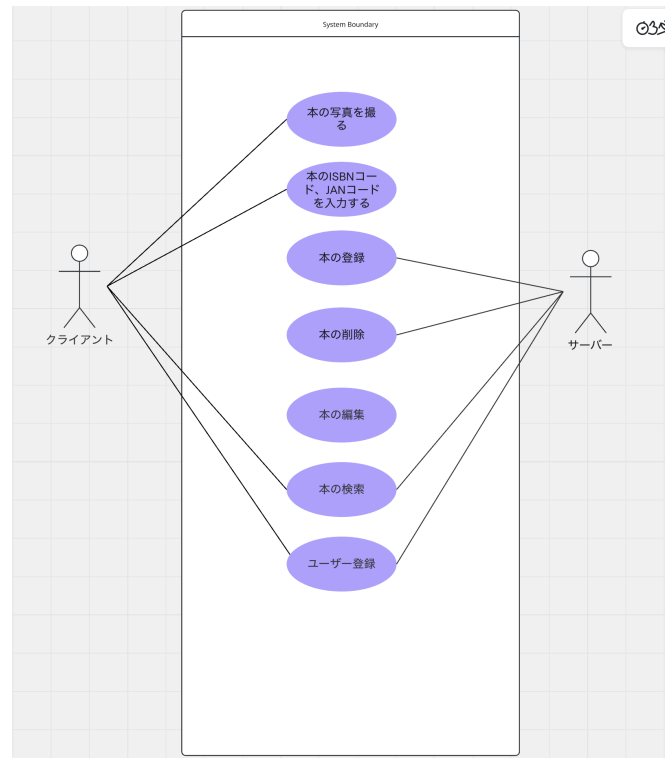 System Boundary
本の写真を撮
る
本のISBNコー
ド、JANコード
を入力する
本の登録
クライアント
サーバー
本の削除
本の編集
本の検索
ユーザー登録